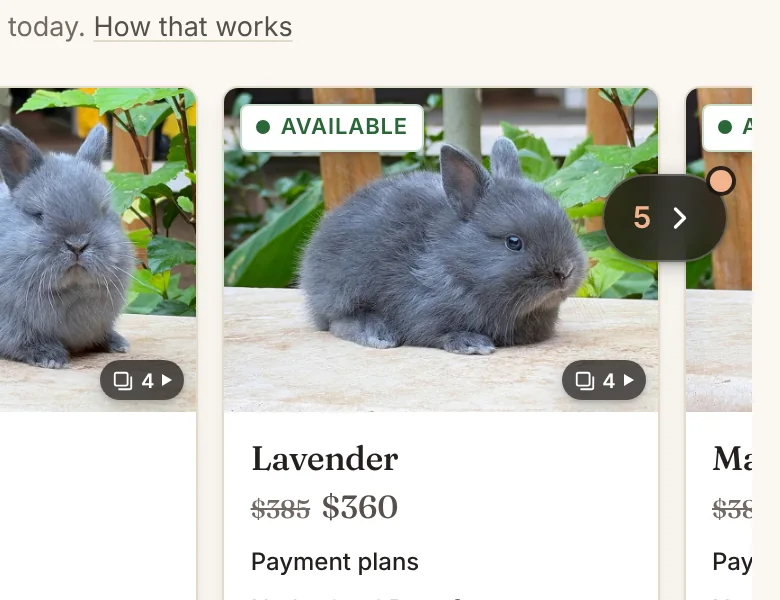 today. How that works
AVAILABLE
5
4
4
Lavender
$385 $360
Payment plans